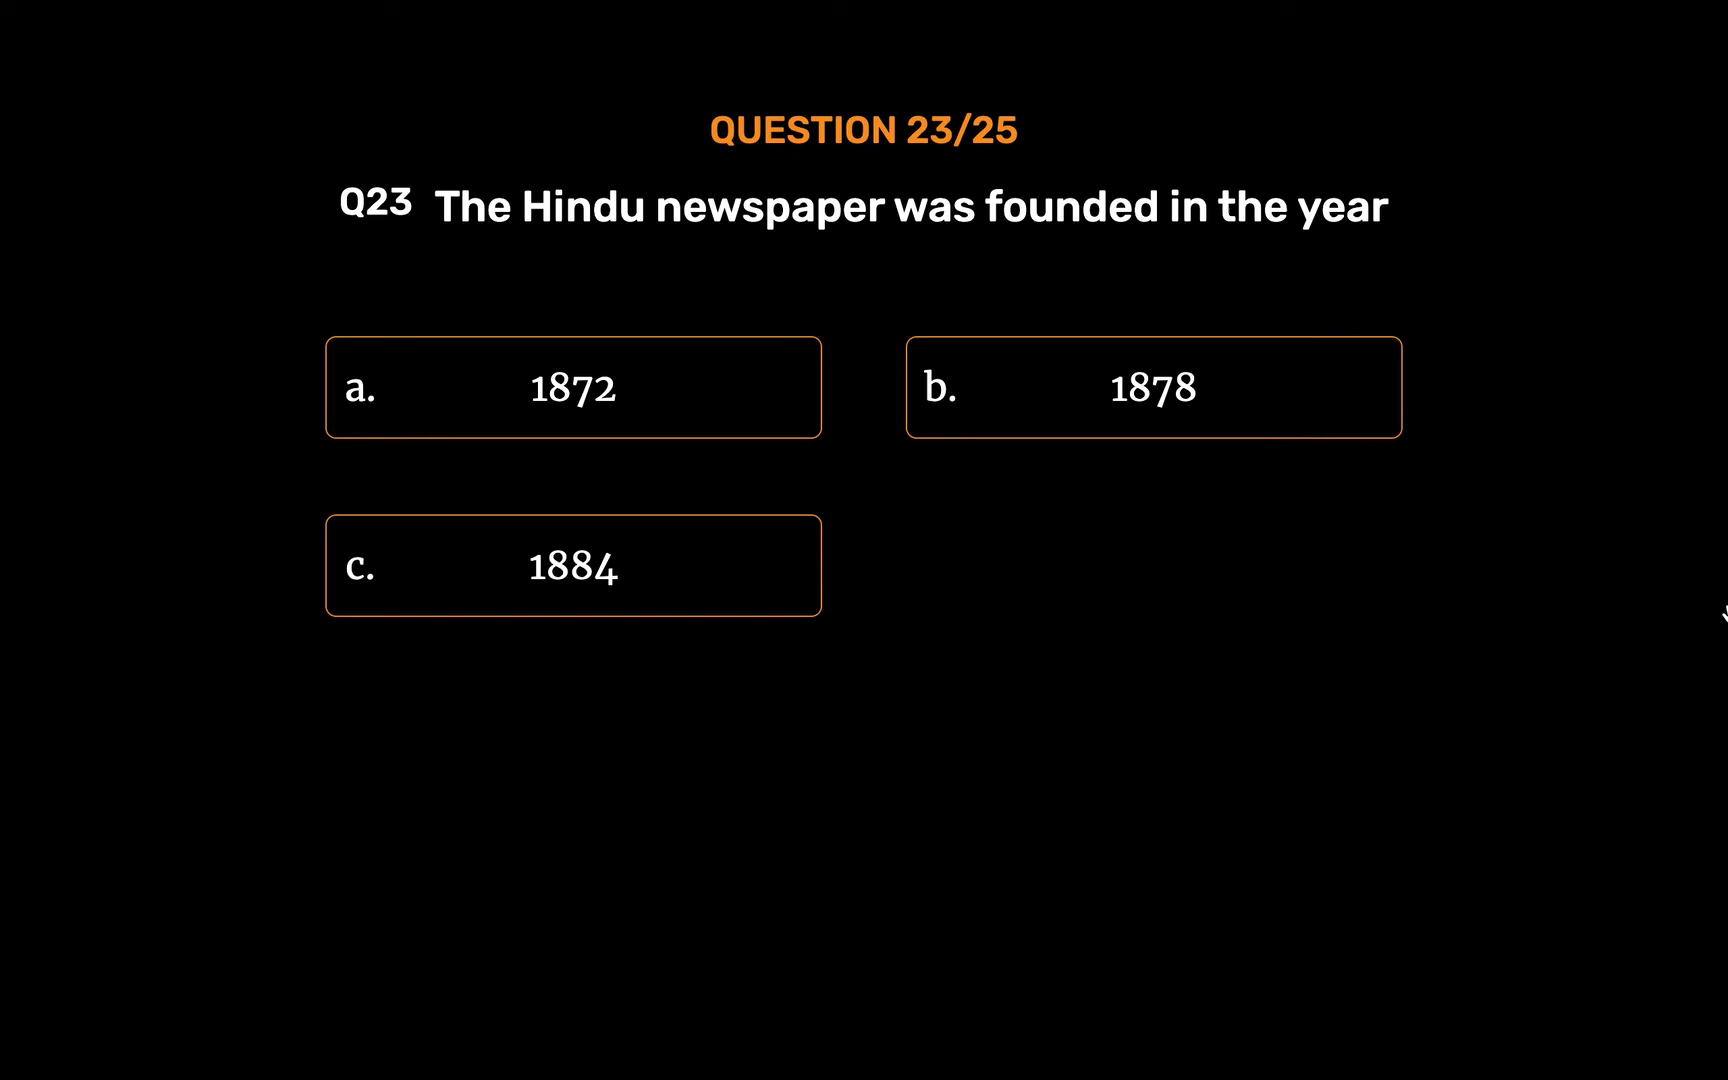 QUESTION 23/25
Q23 The Hindu newspaper was founded in the year
a. 1872
b. 1878
c. 1884